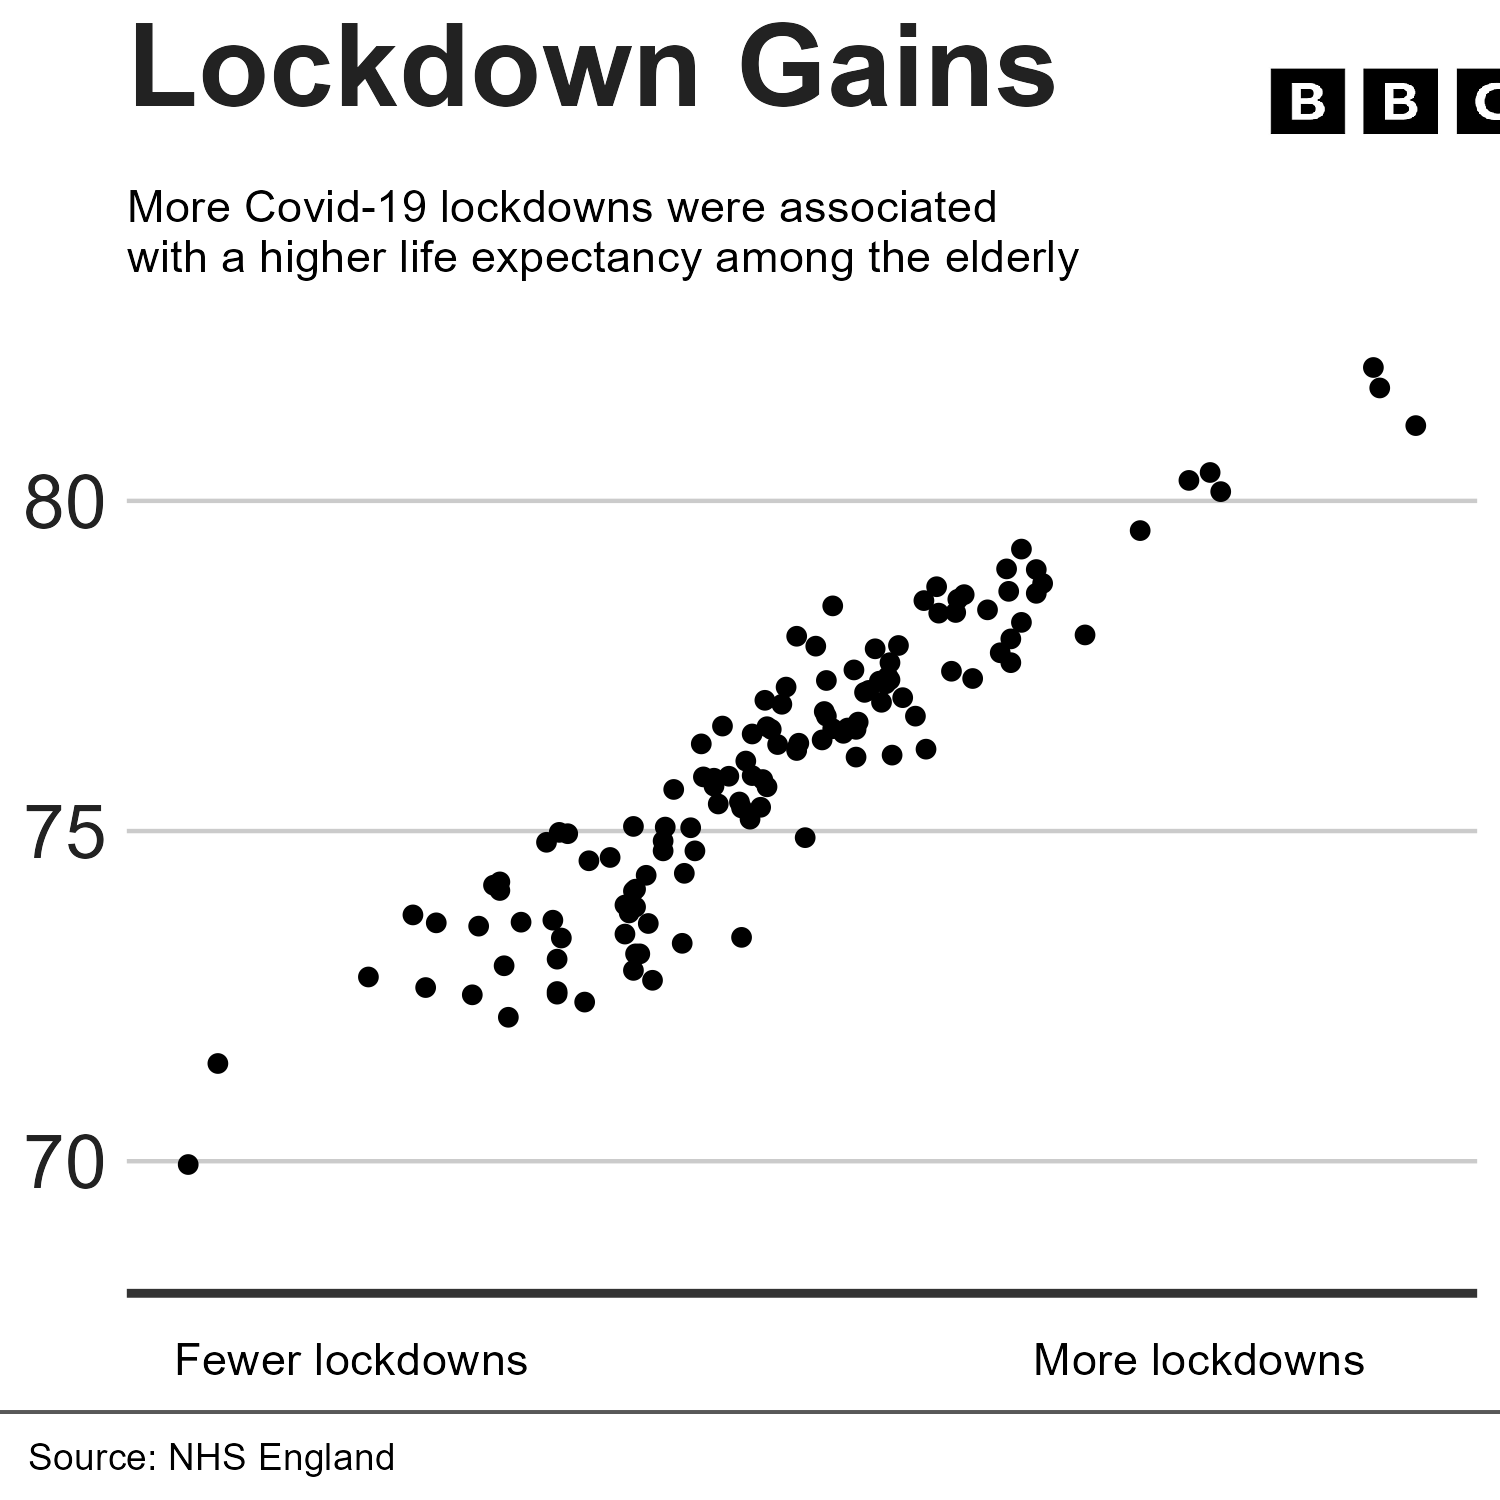 Lockdown Gains
BBC
More Covid-19 lockdowns were associated
with a higher life expectancy among the elderly
80
75
70
Fewer lockdowns
More lockdowns
Source: NHS England